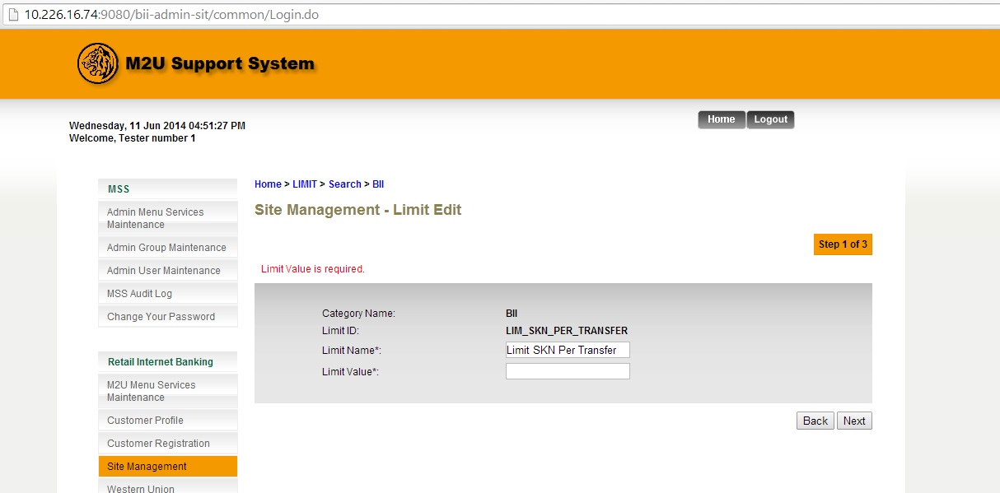 10.226.16.74:9080/bii-admin-sit/common/Login.do
M2U Support System
Home Logout
Wednesday, 11 Jun 2014 04:51:27 PM
Welcome, Tester number 1
MSS
Admin Menu Services
Maintenance
Admin Group Maintenance
Admin User Maintenance
MSS Audit Log
Change Your Password
Retail Internet Banking
M2U Menu Services
Maintenance
Customer Profile
Customer Registration
Site Management
Western Union
Home > LIMIT > Search > BII
Site Management - Limit Edit
Step 1 of 3
Limit Value is required.
Category Name: BII
Limit ID: LIM_SKN_PER_TRANSFER
Limit Name*: Limit SKN Per Transfer
Limit Value*:
Back Next